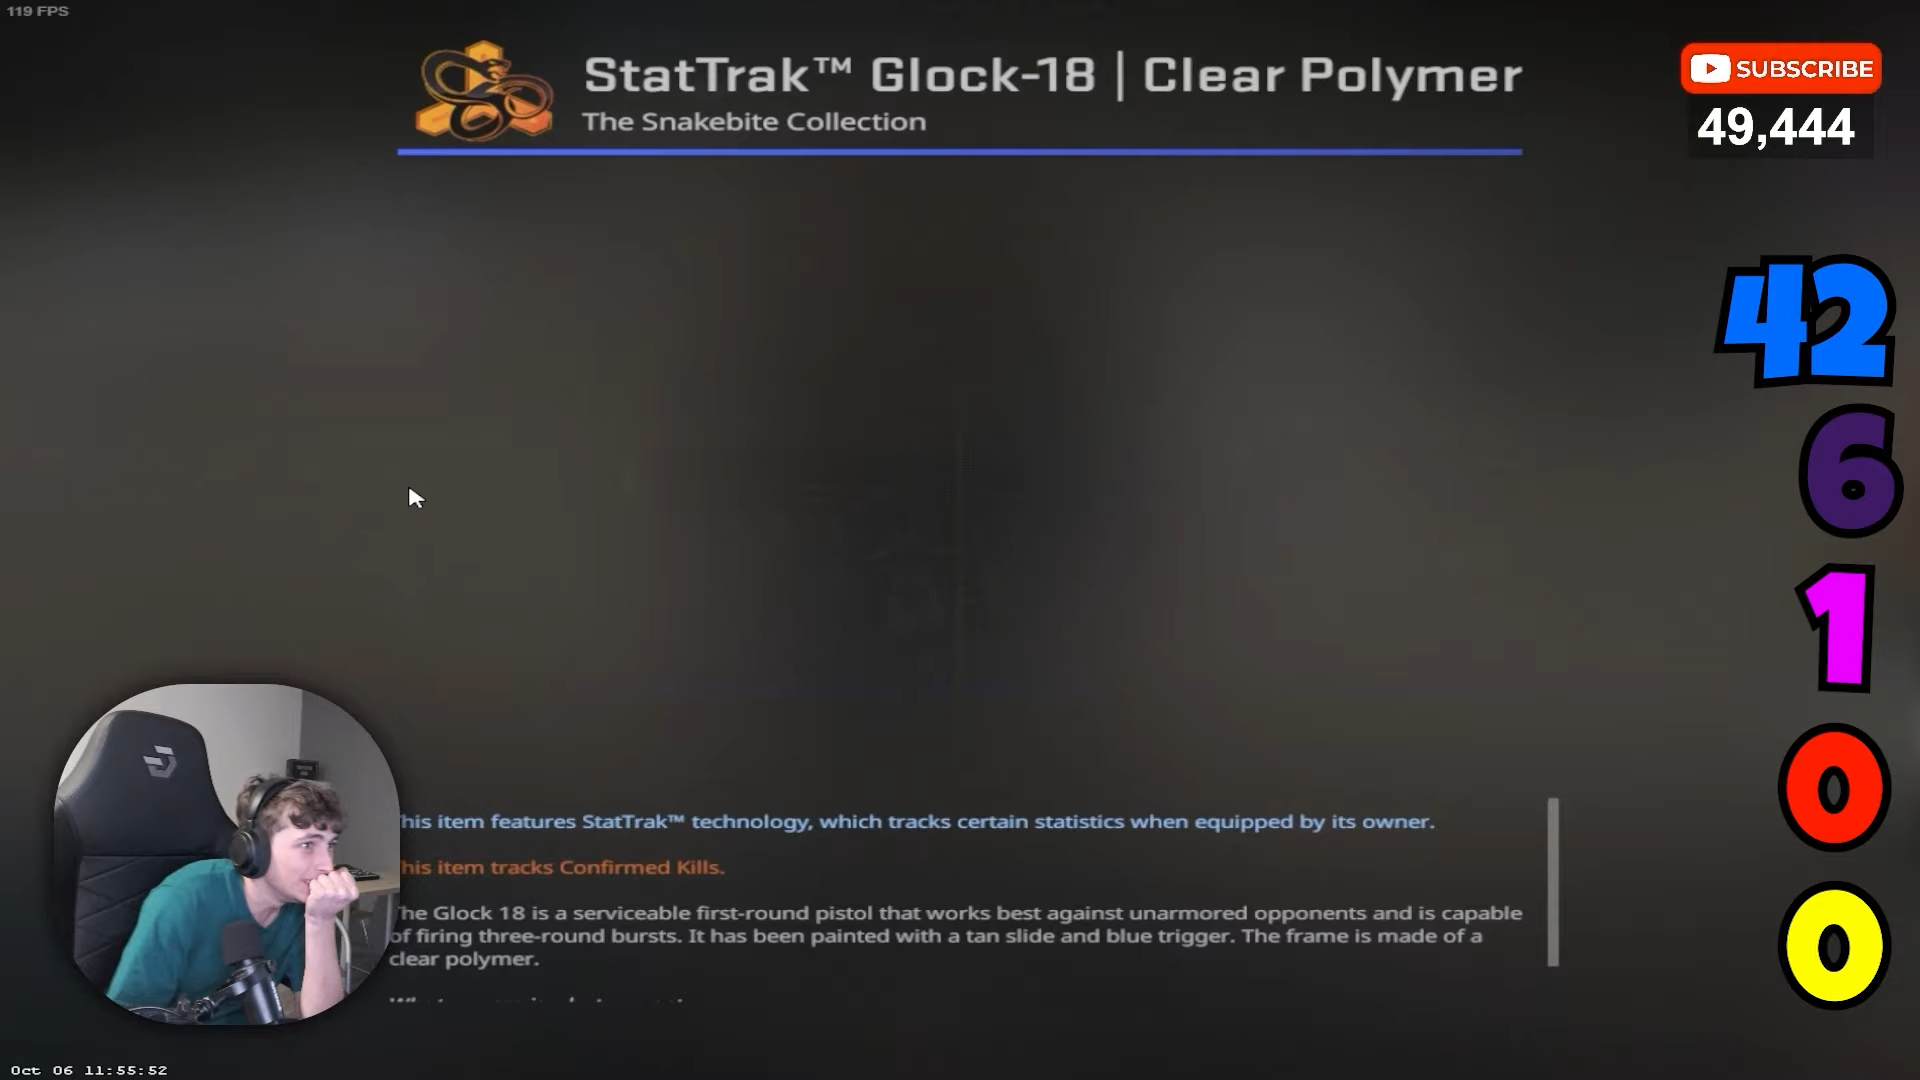 119 FPS
StatTrak™ Glock-18 | Clear Polymer
The Snakebite Collection
SUBSCRIBE
49,444
42
6
1
0
0
his item features StatTrak™ technology, which tracks certain statistics when equipped by its owner.
his item tracks Confirmed Kills.
he Glock 18 is a serviceable first-round pistol that works best against unarmored opponents and is capable
of firing three-round bursts. It has been painted with a tan slide and blue trigger. The frame is made of a
clear polymer.
Oct 06 11:55:52